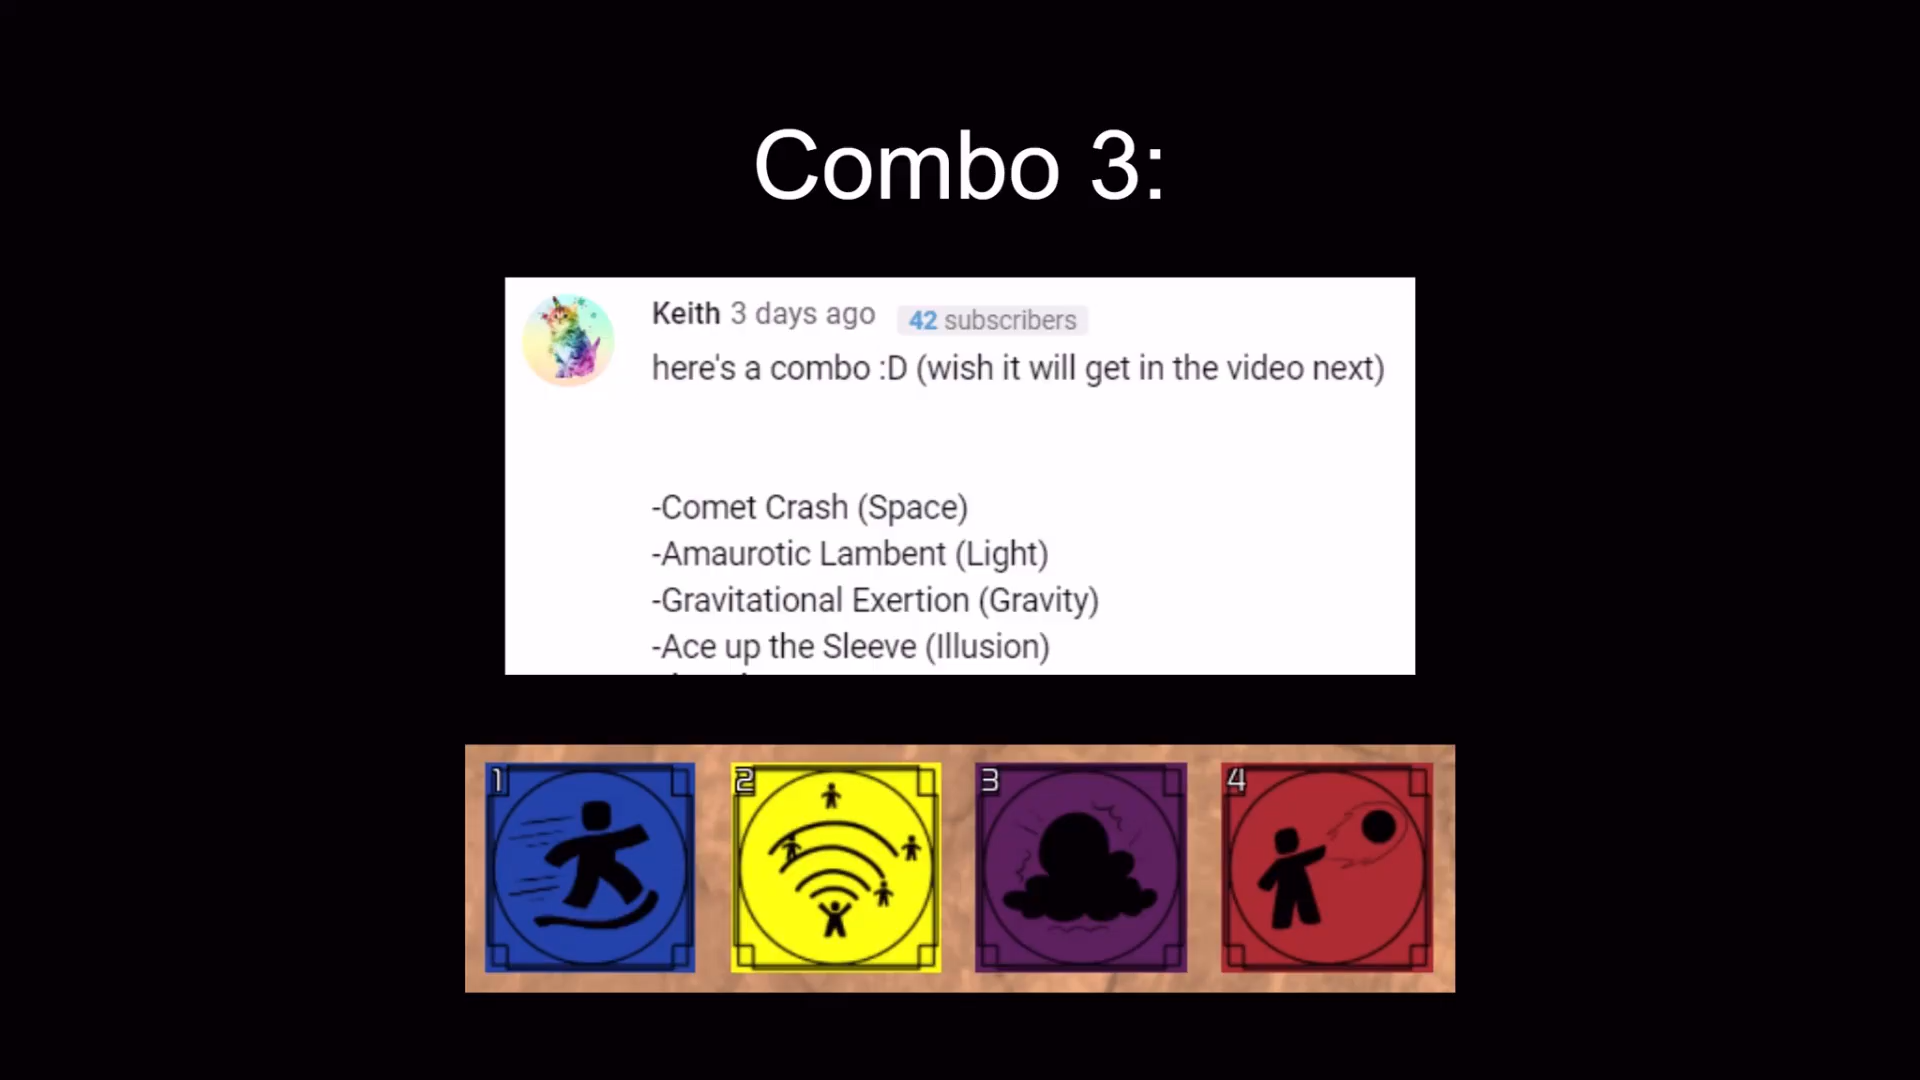 Combo 3:
Keith 3 days ago 42 subscribers
here's a combo :D (wish it will get in the video next)
-Comet Crash (Space)
-Amaurotic Lambent (Light)
-Gravitational Exertion (Gravity)
-Ace up the Sleeve (Illusion)
1 2 3 4